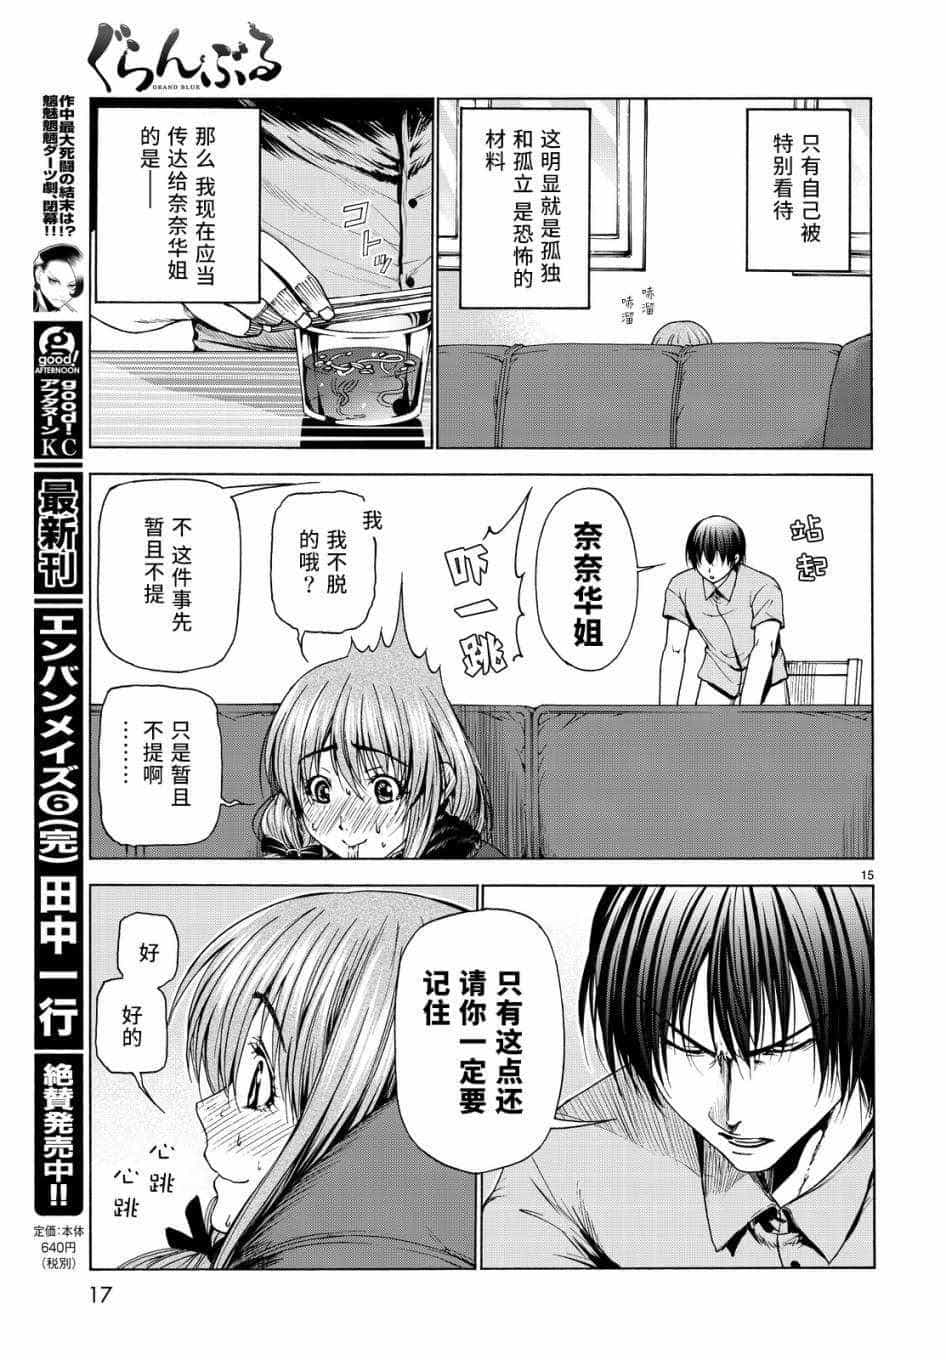 ぐらんぶる
GRAND BLUE
作中最大死闘の結末は?
魑魅魍魎ダーツ劇、閉幕!!!
good!
AFTERNOON
good!
アフタヌーン
KC
最新刊
エンバンメイズ⑥(完)
田中一行
絶賛発売中!!
定価:本体
640円
(税別)
只有自己被
特别看待
这明显就是孤独
和孤立 是恐怖的
材料
哧溜
哧溜
那么 我现在应当
传达给奈奈华姐
的是——
コトッ
站起
奈奈华姐
吓一跳
我
我不脱
的哦?
不 这件事先
暂且不提
只是暂且
不提啊
………
15
只有这点还
请你一定要
记住
好
好的
心跳
心跳
17